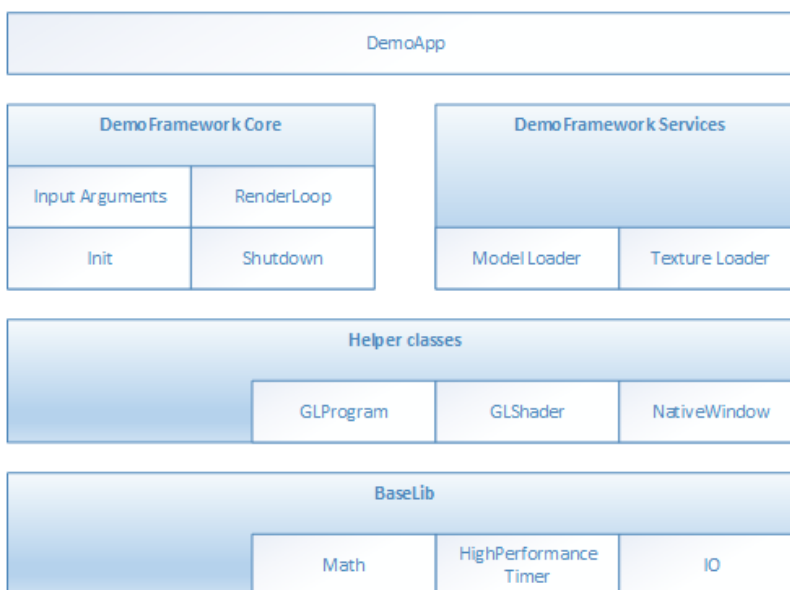 DemoApp
DemoFramework Core
DemoFramework Services
Input Arguments
RenderLoop
Init
Shutdown
Model Loader
Texture Loader
Helper classes
GLProgram
GLShader
NativeWindow
BaseLib
Math
HighPerformance
Timer
IO